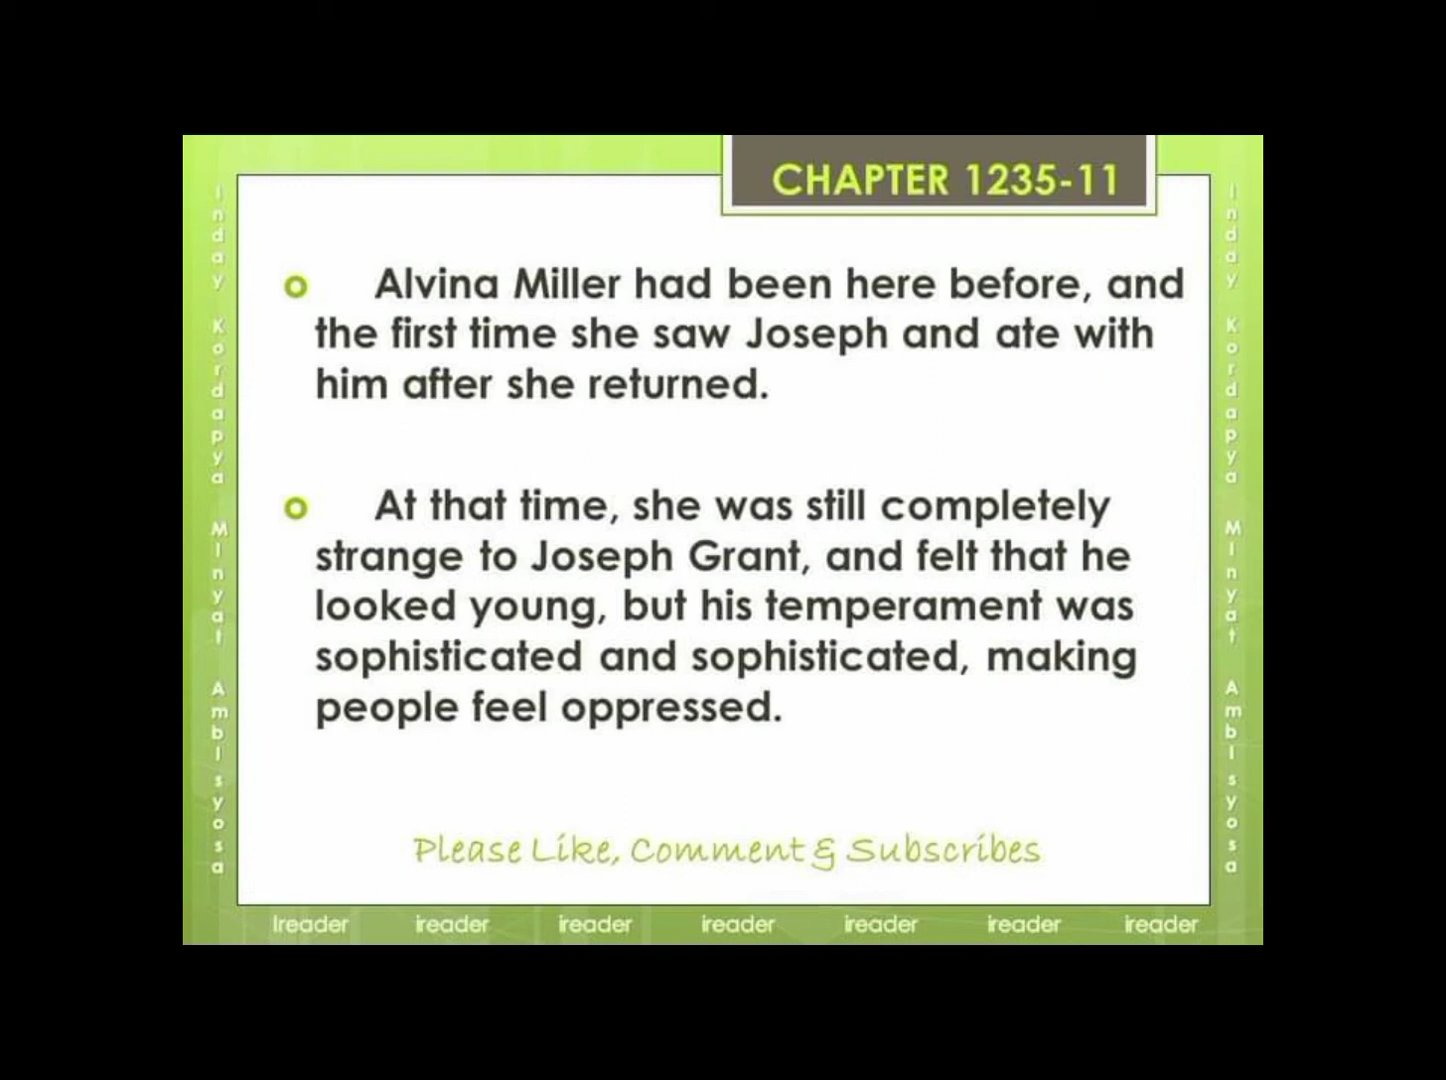 CHAPTER 1235-11
o Alvina Miller had been here before, and
the first time she saw Joseph and ate with
him after she returned.
o At that time, she was still completely
strange to Joseph Grant, and felt that he
looked young, but his temperament was
sophisticated and sophisticated, making
people feel oppressed.
Please Like, Comment & Subscribes
Inday Kordapya Minyat Amblsyosa
Inday Kordapya Minyat Amblsyosa
Ireader ireader ireader ireader ireader ireader ireader